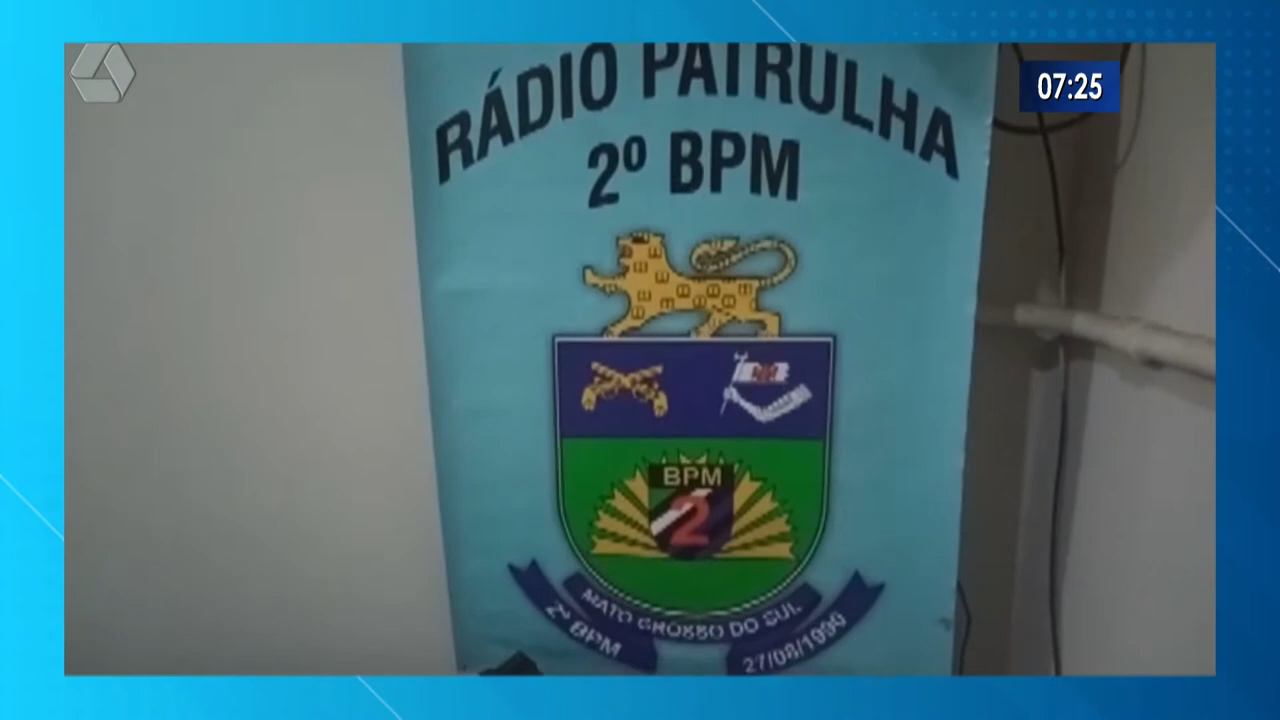 07:25
RÁDIO PATRULHA
2º BPM
BPM
2
MATO GROSSO DO SUL
2º BPM
27/08/1990